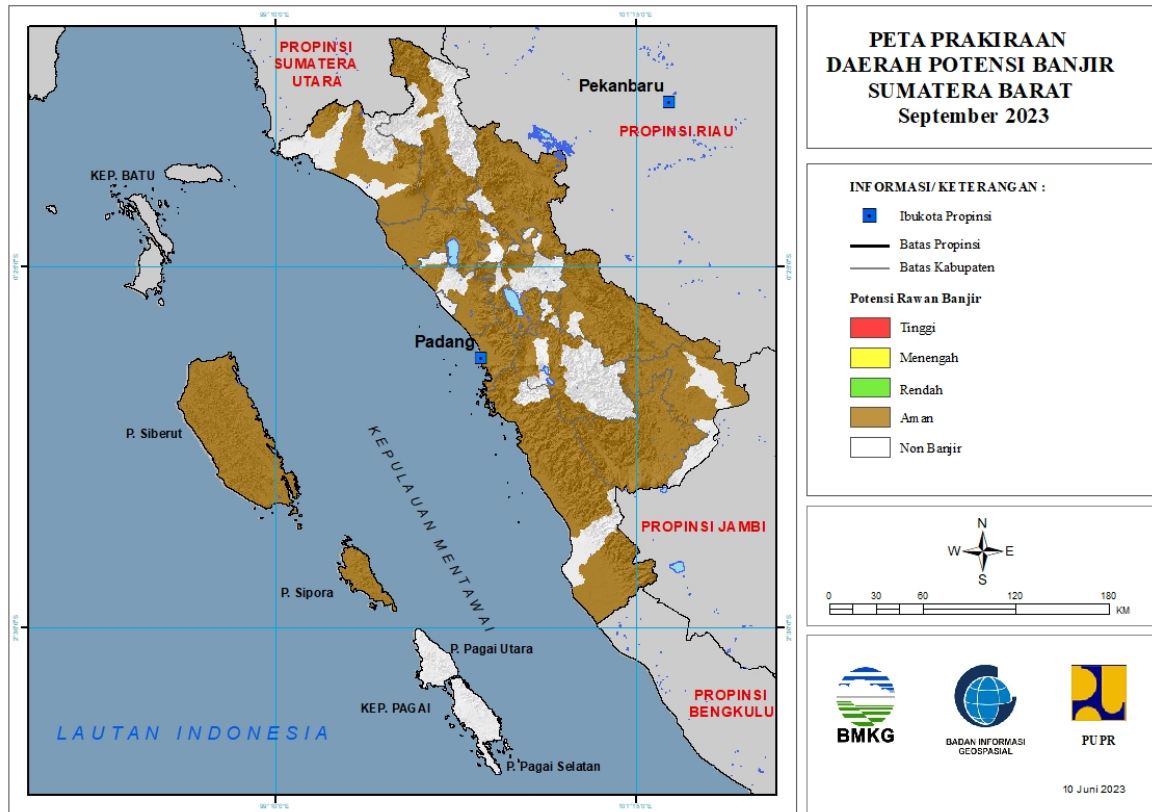 PROPINSI
SUMATERA
UTARA
Pekanbaru
PROPINSI RIAU
KEP. BATU
Padang
P. Siberut
KEPULAUAN MENTAWAI
PROPINSI JAMBI
P. Sipora
P. Pagai Utara
KEP. PAGAI
PROPINSI
BENGKULU
LAUTAN INDONESIA
P. Pagai Selatan
PETA PRAKIRAAN
DAERAH POTENSI BANJIR
SUMATERA BARAT
September 2023
INFORMASI/ KETERANGAN :
Ibukota Propinsi
Batas Propinsi
Batas Kabupaten
Potensi Rawan Banjir
Tinggi
Menengah
Rendah
Aman
Non Banjir
N
W E
S
0 30 60 120 180
KM
BMKG
BADAN INFORMASI
GEOSPASIAL
PUPR
10 Juni 2023